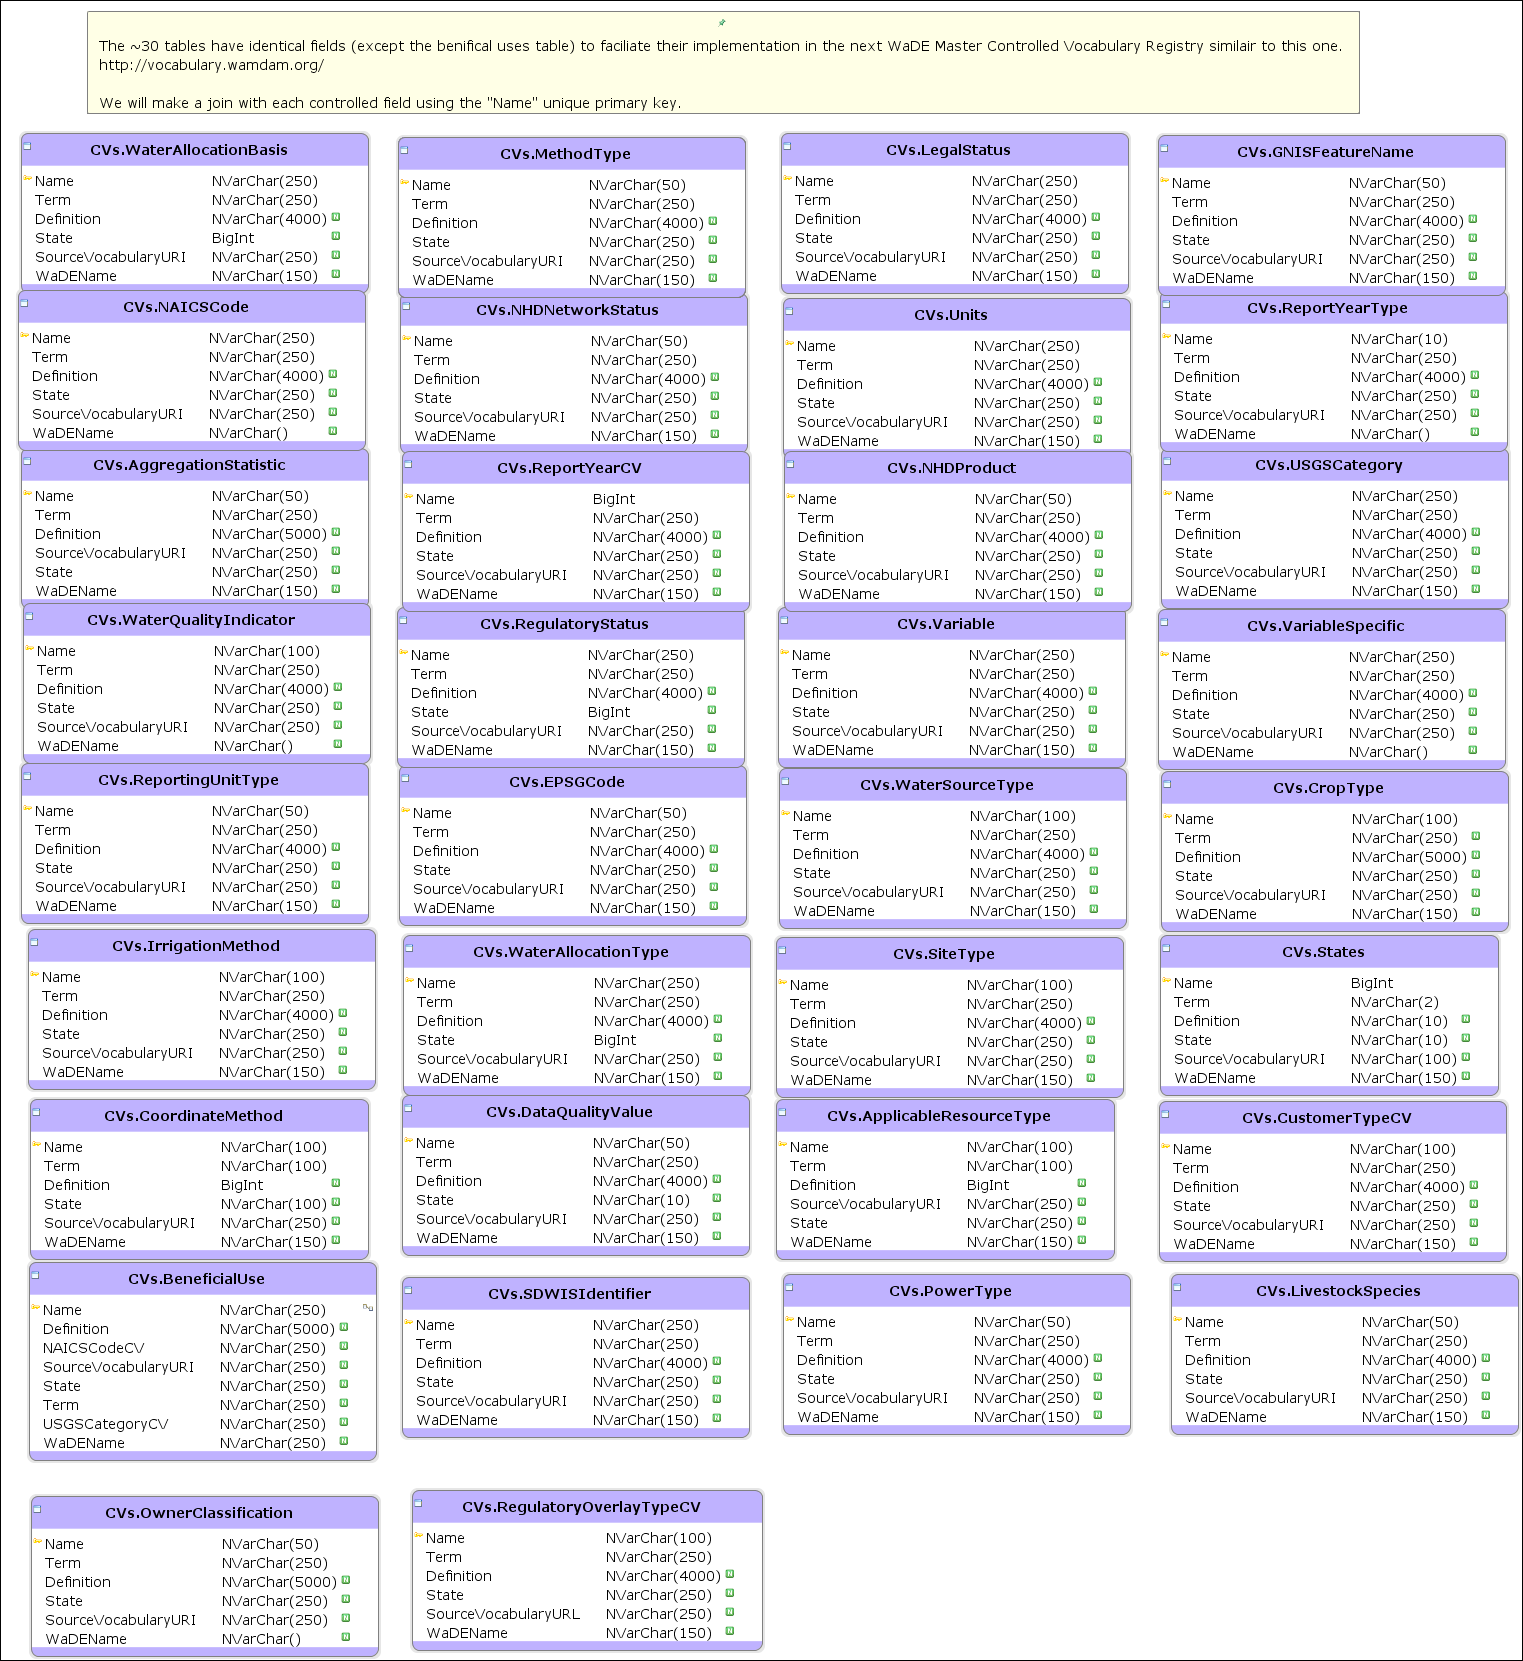 The ~30 tables have identical fields (except the benifical uses table) to faciliate their implementation in the next WaDE Master Controlled Vocabulary Registry similair to this one.
http://vocabulary.wamdam.org/
We will make a join with each controlled field using the "Name" unique primary key.
CVs.WaterAllocationBasis
Name NVarChar(250)
Term NVarChar(250)
Definition NVarChar(4000) N
State BigInt N
SourceVocabularyURI NVarChar(250) N
WaDEName NVarChar(150) N
CVs.NAICSCode
Name NVarChar(250)
Term NVarChar(250)
Definition NVarChar(4000) N
State NVarChar(250) N
SourceVocabularyURI NVarChar(250) N
WaDEName NVarChar() N
CVs.AggregationStatistic
Name NVarChar(50)
Term NVarChar(250)
Definition NVarChar(5000) N
SourceVocabularyURI NVarChar(250) N
State NVarChar(250) N
WaDEName NVarChar(150) N
CVs.WaterQualityIndicator
Name NVarChar(100)
Term NVarChar(250)
Definition NVarChar(4000) N
State NVarChar(250) N
SourceVocabularyURI NVarChar(250) N
WaDEName NVarChar() N
CVs.ReportingUnitType
Name NVarChar(50)
Term NVarChar(250)
Definition NVarChar(4000) N
State NVarChar(250) N
SourceVocabularyURI NVarChar(250) N
WaDEName NVarChar(150) N
CVs.IrrigationMethod
Name NVarChar(100)
Term NVarChar(250)
Definition NVarChar(4000) N
State NVarChar(250) N
SourceVocabularyURI NVarChar(250) N
WaDEName NVarChar(150) N
CVs.CoordinateMethod
Name NVarChar(100)
Term NVarChar(100)
Definition BigInt N
State NVarChar(100) N
SourceVocabularyURI NVarChar(250) N
WaDEName NVarChar(150) N
CVs.BeneficialUse
Name NVarChar(250)
Definition NVarChar(5000) N
NAICSCodeCV NVarChar(250) N
SourceVocabularyURI NVarChar(250) N
State NVarChar(250) N
Term NVarChar(250) N
USGSCategoryCV NVarChar(250) N
WaDEName NVarChar(250) N
CVs.OwnerClassification
Name NVarChar(50)
Term NVarChar(250)
Definition NVarChar(5000) N
State NVarChar(250) N
SourceVocabularyURI NVarChar(250) N
WaDEName NVarChar() N
CVs.MethodType
Name NVarChar(50)
Term NVarChar(250)
Definition NVarChar(4000) N
State NVarChar(250) N
SourceVocabularyURI NVarChar(250) N
WaDEName NVarChar(150) N
CVs.NHDNetworkStatus
Name NVarChar(50)
Term NVarChar(250)
Definition NVarChar(4000) N
State NVarChar(250) N
SourceVocabularyURI NVarChar(250) N
WaDEName NVarChar(150) N
CVs.ReportYearCV
Name BigInt
Term NVarChar(250)
Definition NVarChar(4000) N
State NVarChar(250) N
SourceVocabularyURI NVarChar(250) N
WaDEName NVarChar(150) N
CVs.RegulatoryStatus
Name NVarChar(250)
Term NVarChar(250)
Definition NVarChar(4000) N
State BigInt N
SourceVocabularyURI NVarChar(250) N
WaDEName NVarChar(150) N
CVs.EPSGCode
Name NVarChar(50)
Term NVarChar(250)
Definition NVarChar(4000) N
State NVarChar(250) N
SourceVocabularyURI NVarChar(250) N
WaDEName NVarChar(150) N
CVs.WaterAllocationType
Name NVarChar(250)
Term NVarChar(250)
Definition NVarChar(4000) N
State BigInt N
SourceVocabularyURI NVarChar(250) N
WaDEName NVarChar(150) N
CVs.DataQualityValue
Name NVarChar(50)
Term NVarChar(250)
Definition NVarChar(4000) N
State NVarChar(10) N
SourceVocabularyURI NVarChar(250) N
WaDEName NVarChar(150) N
CVs.SDWISIdentifier
Name NVarChar(250)
Term NVarChar(250)
Definition NVarChar(4000) N
State NVarChar(250) N
SourceVocabularyURI NVarChar(250) N
WaDEName NVarChar(150) N
CVs.RegulatoryOverlayTypeCV
Name NVarChar(100)
Term NVarChar(250)
Definition NVarChar(4000) N
State NVarChar(250) N
SourceVocabularyURL NVarChar(250) N
WaDEName NVarChar(150) N
CVs.LegalStatus
Name NVarChar(250)
Term NVarChar(250)
Definition NVarChar(4000) N
State NVarChar(250) N
SourceVocabularyURI NVarChar(250) N
WaDEName NVarChar(150) N
CVs.Units
Name NVarChar(250)
Term NVarChar(250)
Definition NVarChar(4000) N
State NVarChar(250) N
SourceVocabularyURI NVarChar(250) N
WaDEName NVarChar(150) N
CVs.NHDProduct
Name NVarChar(50)
Term NVarChar(250)
Definition NVarChar(4000) N
State NVarChar(250) N
SourceVocabularyURI NVarChar(250) N
WaDEName NVarChar(150) N
CVs.Variable
Name NVarChar(250)
Term NVarChar(250)
Definition NVarChar(4000) N
State NVarChar(250) N
SourceVocabularyURI NVarChar(250) N
WaDEName NVarChar(150) N
CVs.WaterSourceType
Name NVarChar(100)
Term NVarChar(250)
Definition NVarChar(4000) N
State NVarChar(250) N
SourceVocabularyURI NVarChar(250) N
WaDEName NVarChar(150) N
CVs.SiteType
Name NVarChar(100)
Term NVarChar(250)
Definition NVarChar(4000) N
State NVarChar(250) N
SourceVocabularyURI NVarChar(250) N
WaDEName NVarChar(150) N
CVs.ApplicableResourceType
Name NVarChar(100)
Term NVarChar(100)
Definition BigInt N
SourceVocabularyURI NVarChar(250) N
State NVarChar(250) N
WaDEName NVarChar(150) N
CVs.PowerType
Name NVarChar(50)
Term NVarChar(250)
Definition NVarChar(4000) N
State NVarChar(250) N
SourceVocabularyURI NVarChar(250) N
WaDEName NVarChar(150) N
CVs.GNISFeatureName
Name NVarChar(50)
Term NVarChar(250)
Definition NVarChar(4000) N
State NVarChar(250) N
SourceVocabularyURI NVarChar(250) N
WaDEName NVarChar(150) N
CVs.ReportYearType
Name NVarChar(10)
Term NVarChar(250)
Definition NVarChar(4000) N
State NVarChar(250) N
SourceVocabularyURI NVarChar(250) N
WaDEName NVarChar() N
CVs.USGSCategory
Name NVarChar(250)
Term NVarChar(250)
Definition NVarChar(4000) N
State NVarChar(250) N
SourceVocabularyURI NVarChar(250) N
WaDEName NVarChar(150) N
CVs.VariableSpecific
Name NVarChar(250)
Term NVarChar(250)
Definition NVarChar(4000) N
State NVarChar(250) N
SourceVocabularyURI NVarChar(250) N
WaDEName NVarChar() N
CVs.CropType
Name NVarChar(100)
Term NVarChar(250) N
Definition NVarChar(5000) N
State NVarChar(250) N
SourceVocabularyURI NVarChar(250) N
WaDEName NVarChar(150) N
CVs.States
Name BigInt
Term NVarChar(2)
Definition NVarChar(10) N
State NVarChar(10) N
SourceVocabularyURI NVarChar(100) N
WaDEName NVarChar(150) N
CVs.CustomerTypeCV
Name NVarChar(100)
Term NVarChar(250)
Definition NVarChar(4000) N
State NVarChar(250) N
SourceVocabularyURI NVarChar(250) N
WaDEName NVarChar(150) N
CVs.LivestockSpecies
Name NVarChar(50)
Term NVarChar(250)
Definition NVarChar(4000) N
State NVarChar(250) N
SourceVocabularyURI NVarChar(250) N
WaDEName NVarChar(150) N